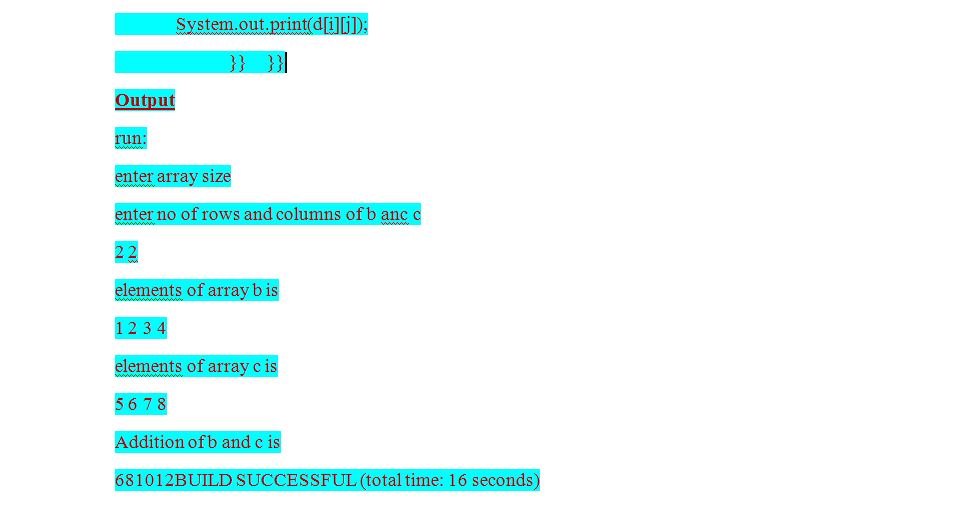 System.out.print(d[i][j]);
}} }}
Output
run:
enter array size
enter no of rows and columns of b anc c
2 2
elements of array b is
1 2 3 4
elements of array c is
5 6 7 8
Addition of b and c is
681012BUILD SUCCESSFUL (total time: 16 seconds)